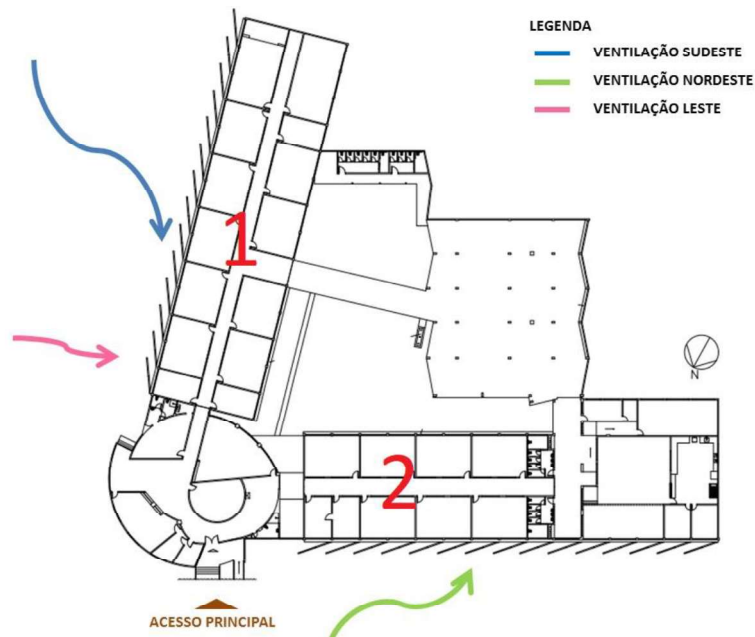 LEGENDA
VENTILAÇÃO SUDESTE
VENTILAÇÃO NORDESTE
VENTILAÇÃO LESTE
1
N
2
ACESSO PRINCIPAL